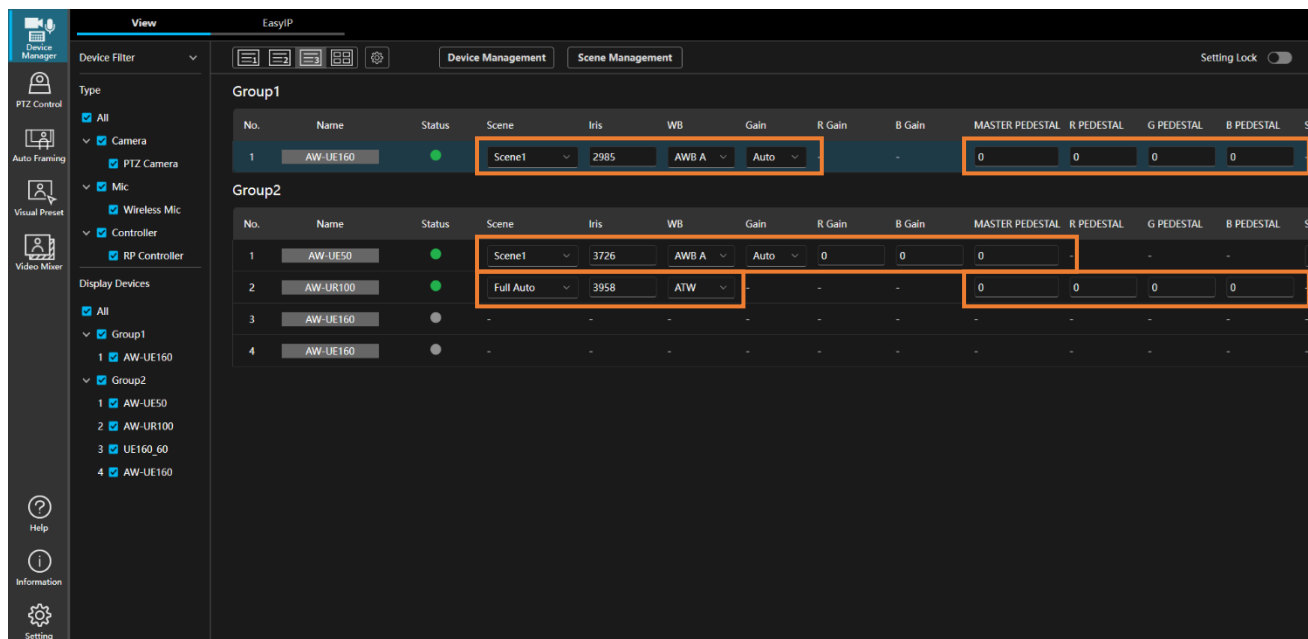 View EasyIP
Device Manager
PTZ Control
Auto Framing
Visual Preset
Video Mixer
Help
Information
Setting
Device Filter
Type
All
Camera
PTZ Camera
Mic
Wireless Mic
Controller
RP Controller
Display Devices
All
Group1
1 AW-UE160
Group2
1 AW-UE50
2 AW-UR100
3 UE160_60
4 AW-UE160
1 2 3 Device Management Scene Management Setting Lock
Group1
No. Name Status Scene Iris WB Gain R Gain B Gain MASTER PEDESTAL R PEDESTAL G PEDESTAL B PEDESTAL S
1 AW-UE160 Scene1 2985 AWB A Auto - - 0 0 0 0 -
Group2
No. Name Status Scene Iris WB Gain R Gain B Gain MASTER PEDESTAL R PEDESTAL G PEDESTAL B PEDESTAL S
1 AW-UE50 Scene1 3726 AWB A Auto 0 0 0 - - -
2 AW-UR100 Full Auto 3958 ATW - - - 0 0 0 0 -
3 AW-UE160 - - - - - - - - - - -
4 AW-UE160 - - - - - - - - - - -